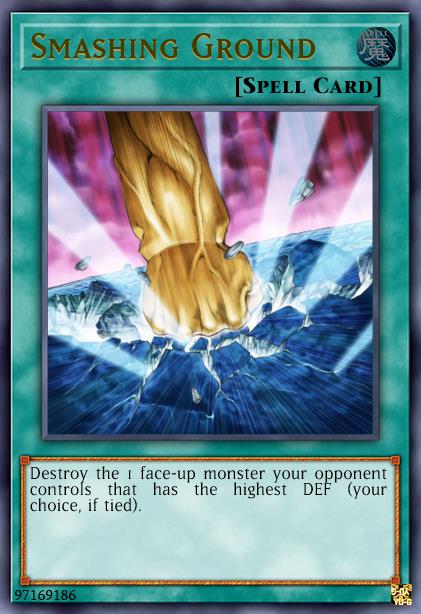 Smashing Ground
魔
[Spell Card]
Destroy the 1 face-up monster your opponent
controls that has the highest DEF (your
choice, if tied).
97169186